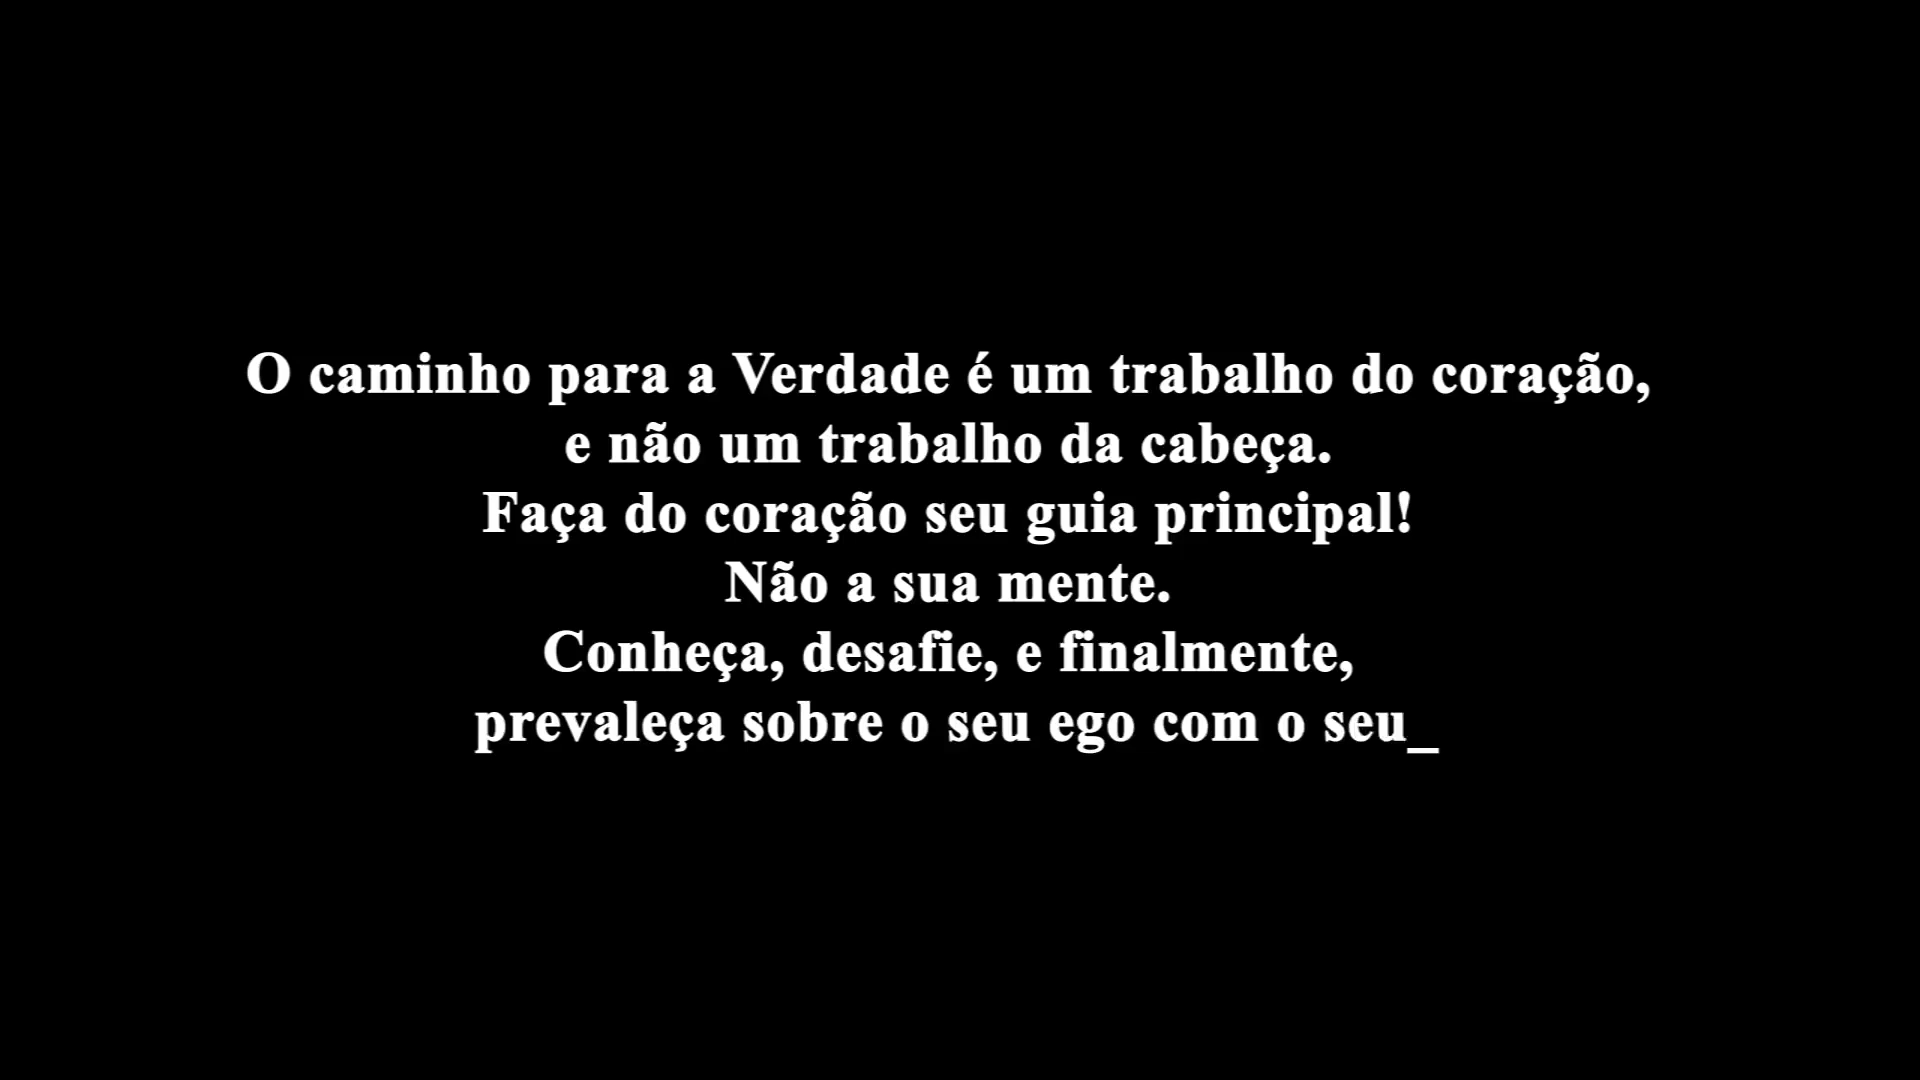 O caminho para a Verdade é um trabalho do coração,
e não um trabalho da cabeça.
Faça do coração seu guia principal!
Não a sua mente.
Conheça, desafie, e finalmente,
prevaleça sobre o seu ego com o seu_